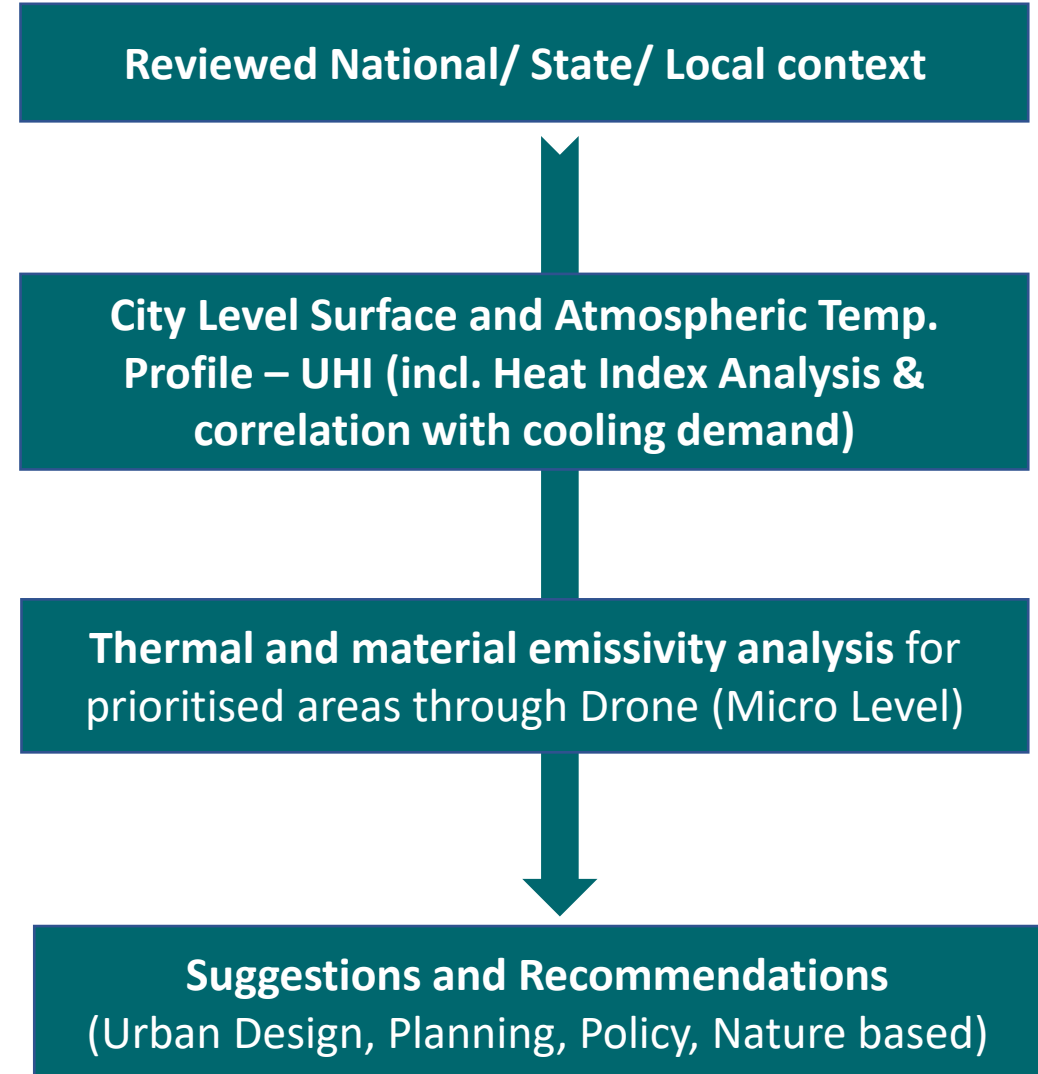 Reviewed National/ State/ Local context
City Level Surface and Atmospheric Temp.
Profile – UHI (incl. Heat Index Analysis &
correlation with cooling demand)
Thermal and material emissivity analysis for
prioritised areas through Drone (Micro Level)
Suggestions and Recommendations
(Urban Design, Planning, Policy, Nature based)